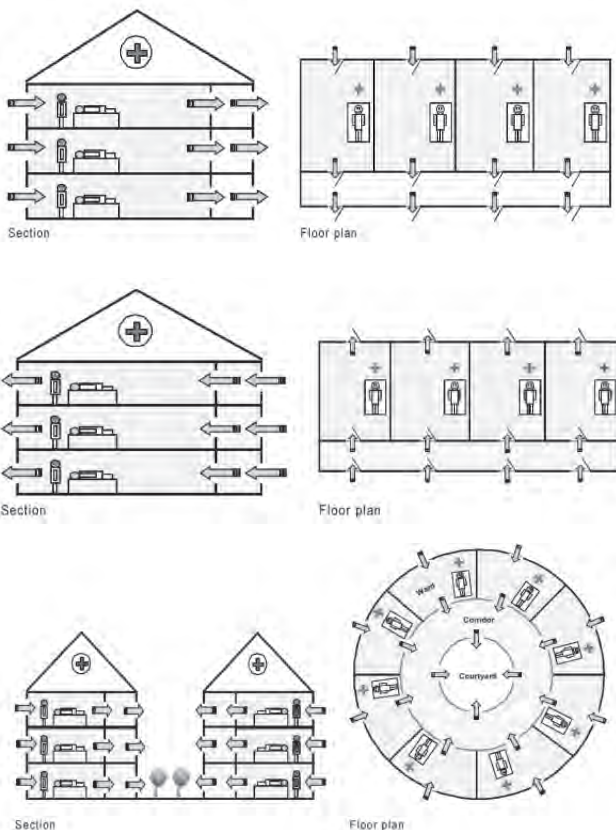 Section
Floor plan
Section
Floor plan
Ward
Corridor
Courtyard
Section
Floor plan